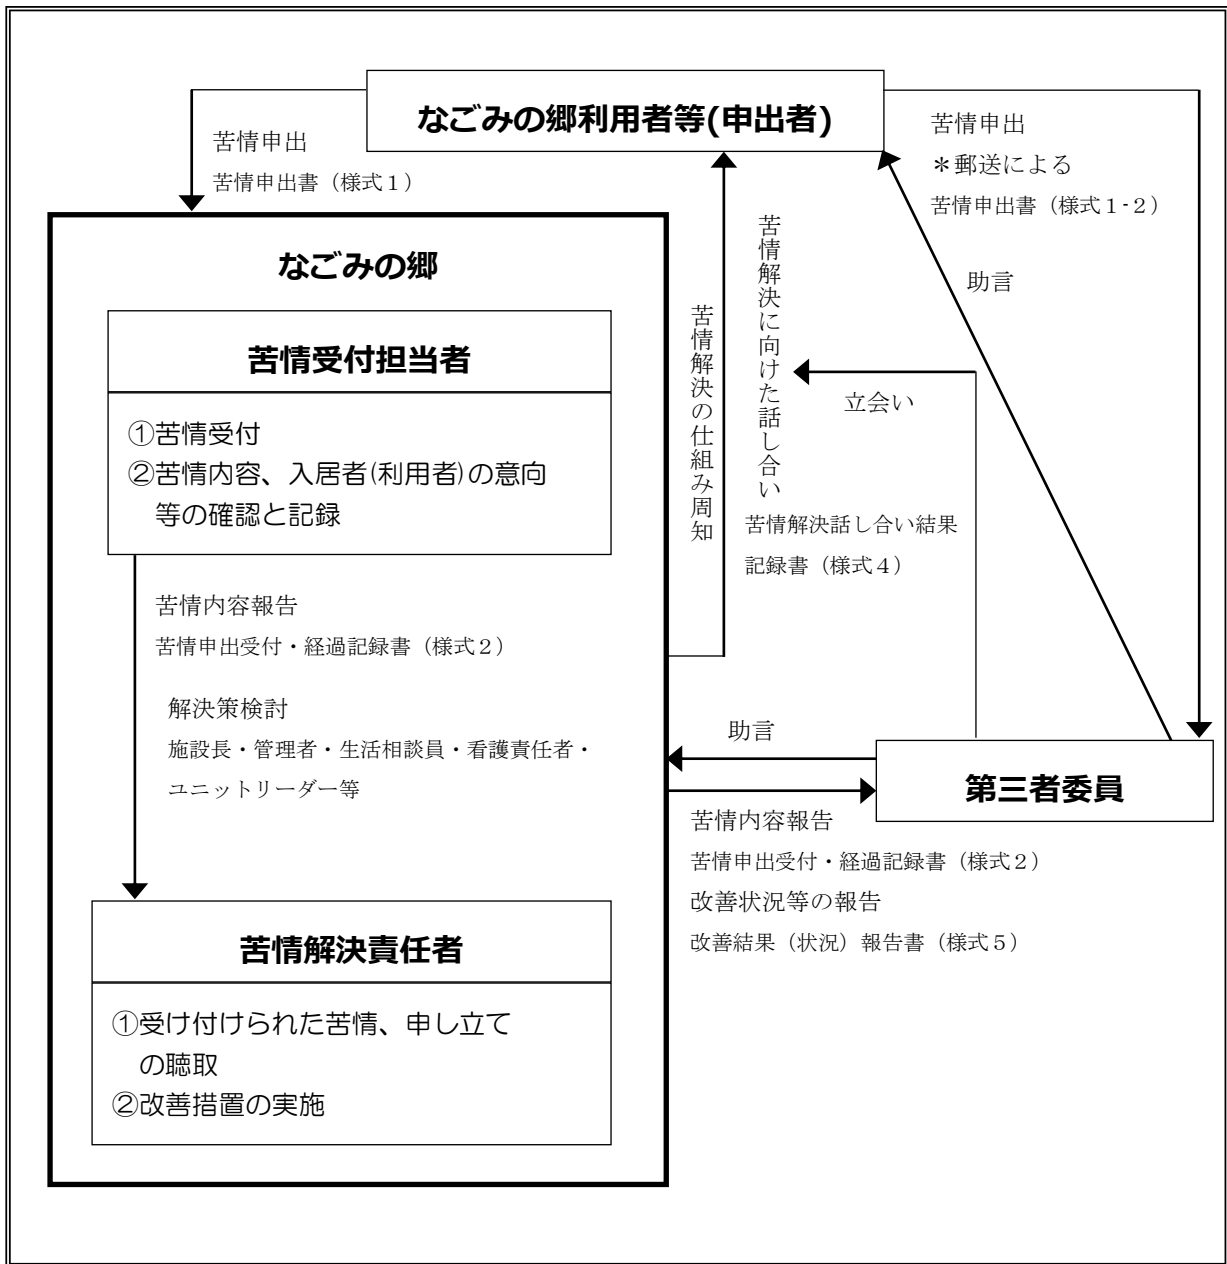 なごみの郷利用者等(申出者)
苦情申出
苦情申出書（様式１）
苦情申出
＊郵送による
苦情申出書（様式１-２）
助言
なごみの郷
苦情受付担当者
①苦情受付
②苦情内容、入居者(利用者)の意向
等の確認と記録
苦情内容報告
苦情申出受付・経過記録書（様式２）
解決策検討
施設長・管理者・生活相談員・看護責任者・
ユニットリーダー等
苦情解決責任者
①受け付けられた苦情、申し立て
の聴取
②改善措置の実施
苦情解決の仕組み周知
苦情解決に向けた話し合い
立会い
苦情解決話し合い結果
記録書（様式４）
助言
第三者委員
苦情内容報告
苦情申出受付・経過記録書（様式２）
改善状況等の報告
改善結果（状況）報告書（様式５）